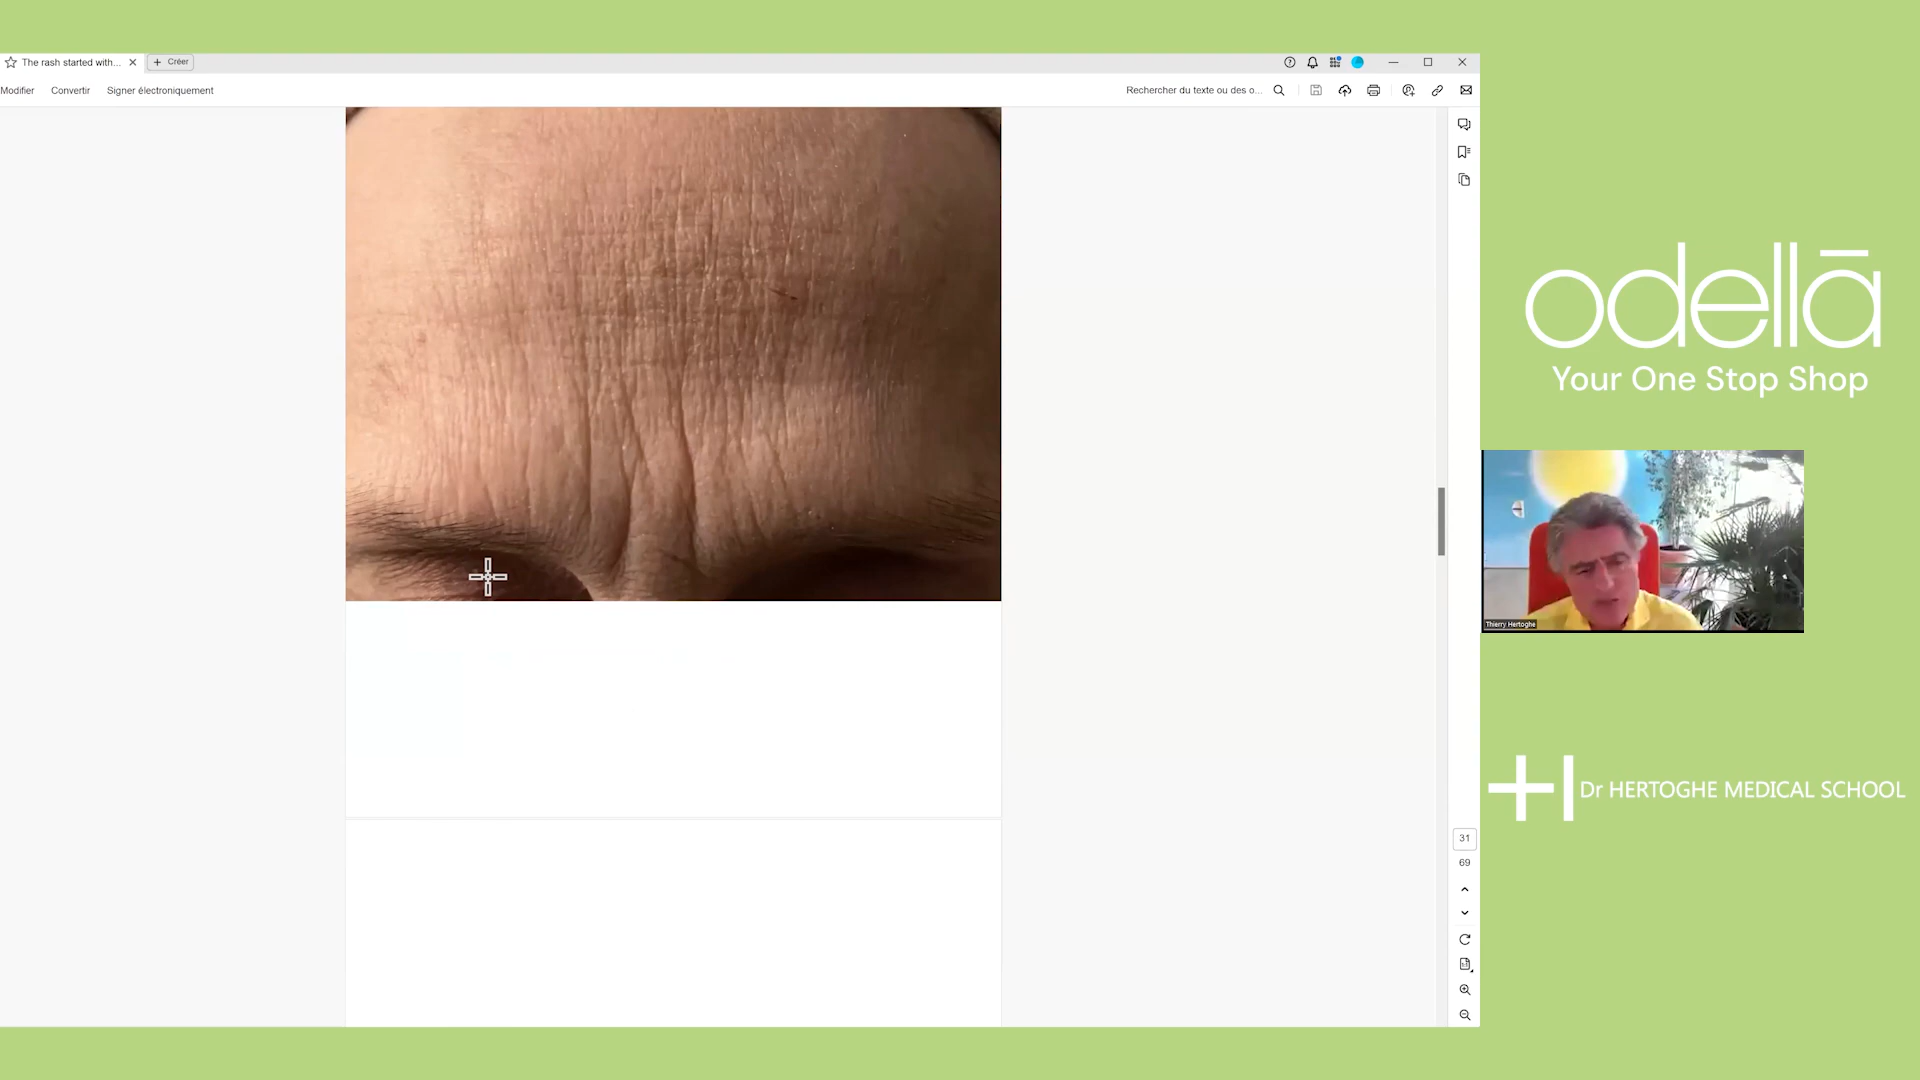 The rash started with...
Créer
Modifier
Convertir
Signer électroniquement
Rechercher du texte ou des o...
odellā
Your One Stop Shop
Thierry Hertoghe
Dr HERTOGHE MEDICAL SCHOOL
31
69